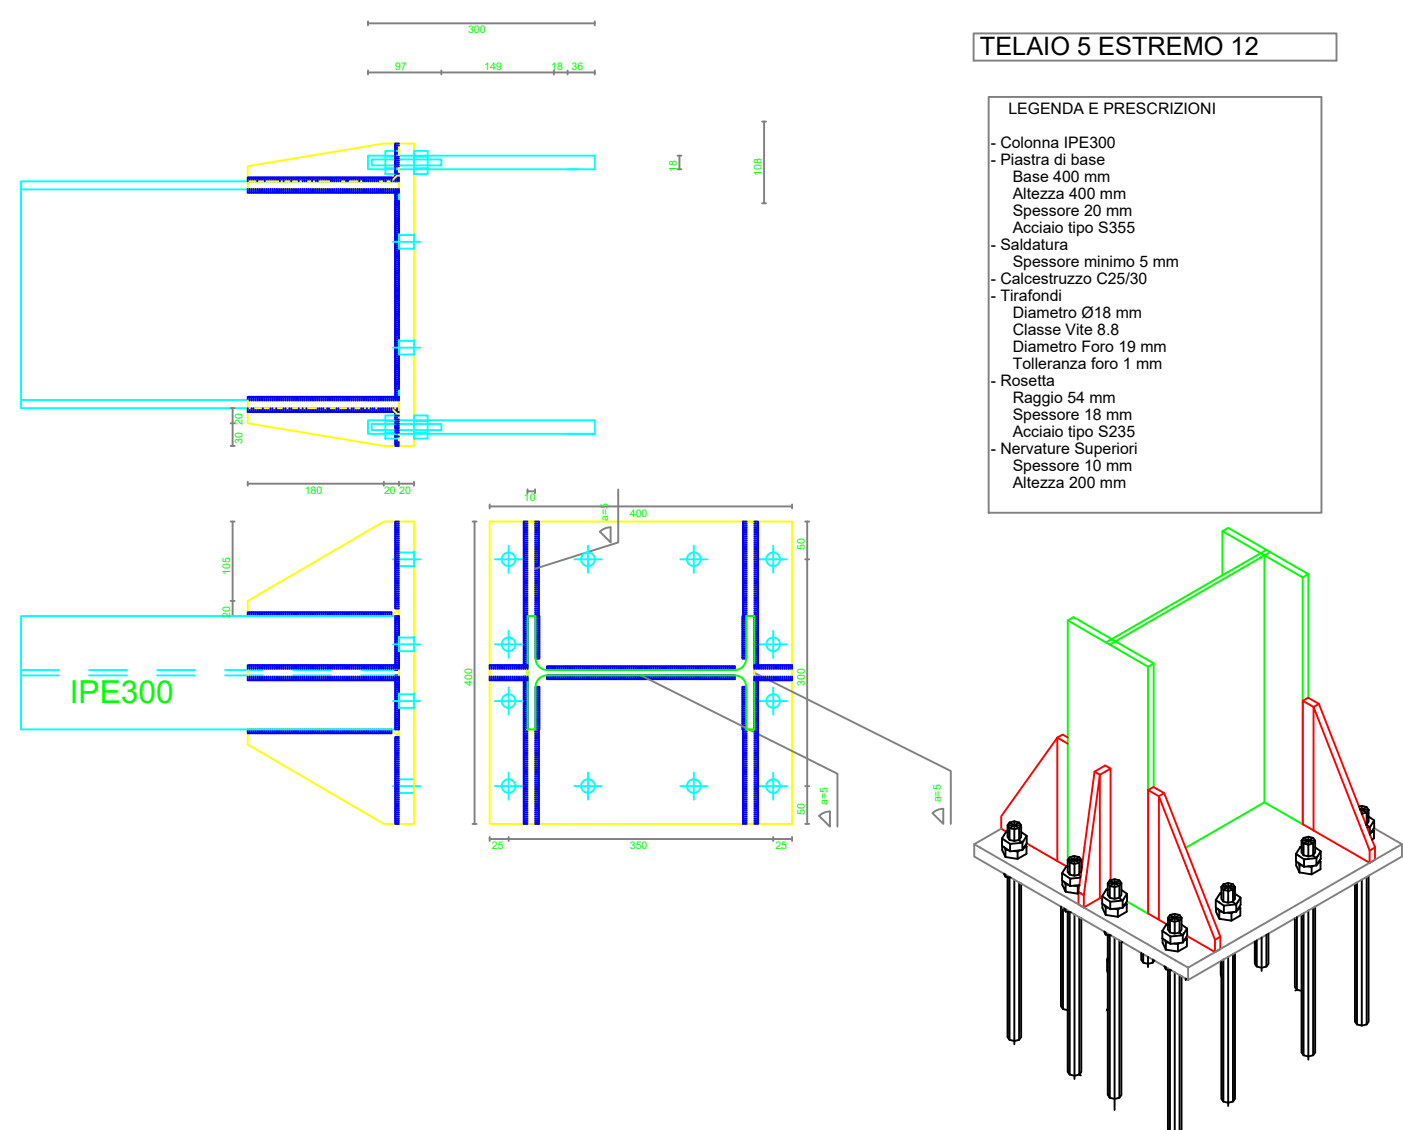 300
97 149 18 36
18
108
20
30
180 20 20
105
20
IPE300
10
400
a=5
50
400
300
50
a=5
a=5
25 350 25
TELAIO 5 ESTREMO 12
LEGENDA E PRESCRIZIONI
- Colonna IPE300
- Piastra di base
Base 400 mm
Altezza 400 mm
Spessore 20 mm
Acciaio tipo S355
- Saldatura
Spessore minimo 5 mm
- Calcestruzzo C25/30
- Tirafondi
Diametro Ø18 mm
Classe Vite 8.8
Diametro Foro 19 mm
Tolleranza foro 1 mm
- Rosetta
Raggio 54 mm
Spessore 18 mm
Acciaio tipo S235
- Nervature Superiori
Spessore 10 mm
Altezza 200 mm